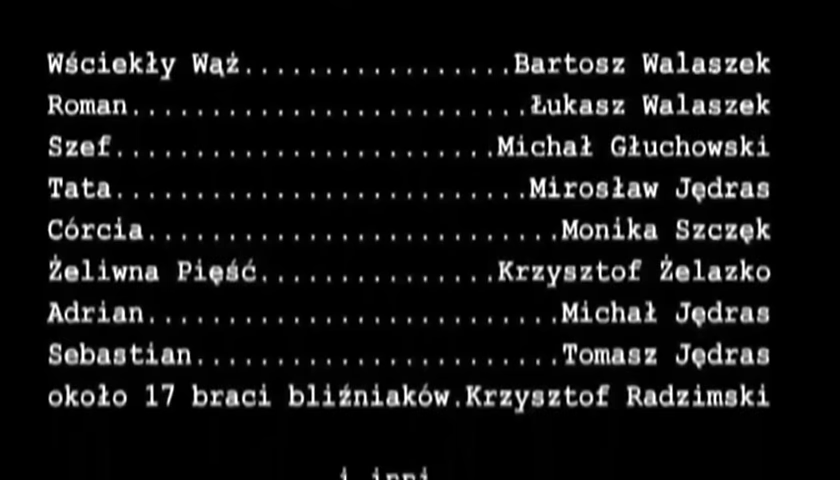 Wściekły Wąż.................Bartosz Walaszek
Roman.........................Łukasz Walaszek
Szef........................Michał Głuchowski
Tata..........................Mirosław Jędras
Córcia..........................Monika Szczęk
Żeliwna Pięść...............Krzysztof Żelazko
Adrian..........................Michał Jędras
Sebastian.......................Tomasz Jędras
około 17 braci bliźniaków.Krzysztof Radzimski
i inni